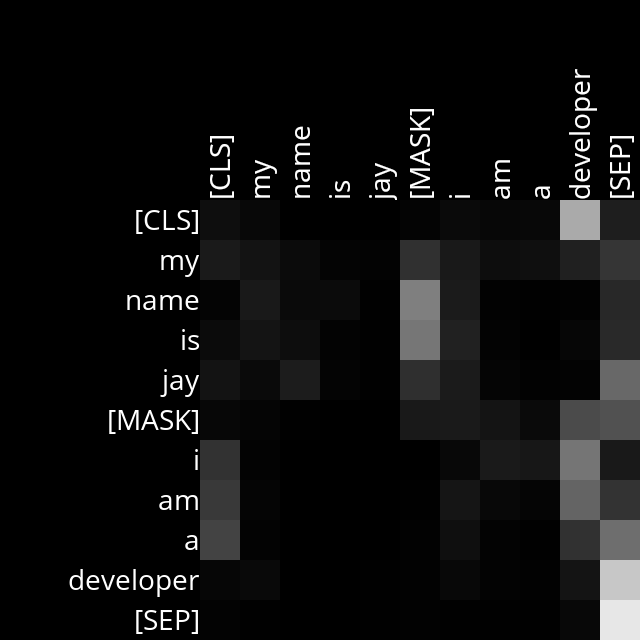 [CLS] my name is jay [MASK] i am a developer [SEP]
[CLS]
my
name
is
jay
[MASK]
i
am
a
developer
[SEP]